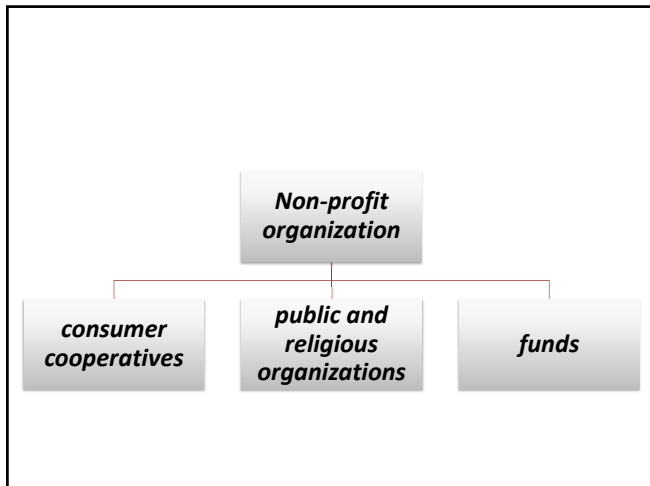 Non-profit
organization
consumer
cooperatives
public and
religious
organizations
funds